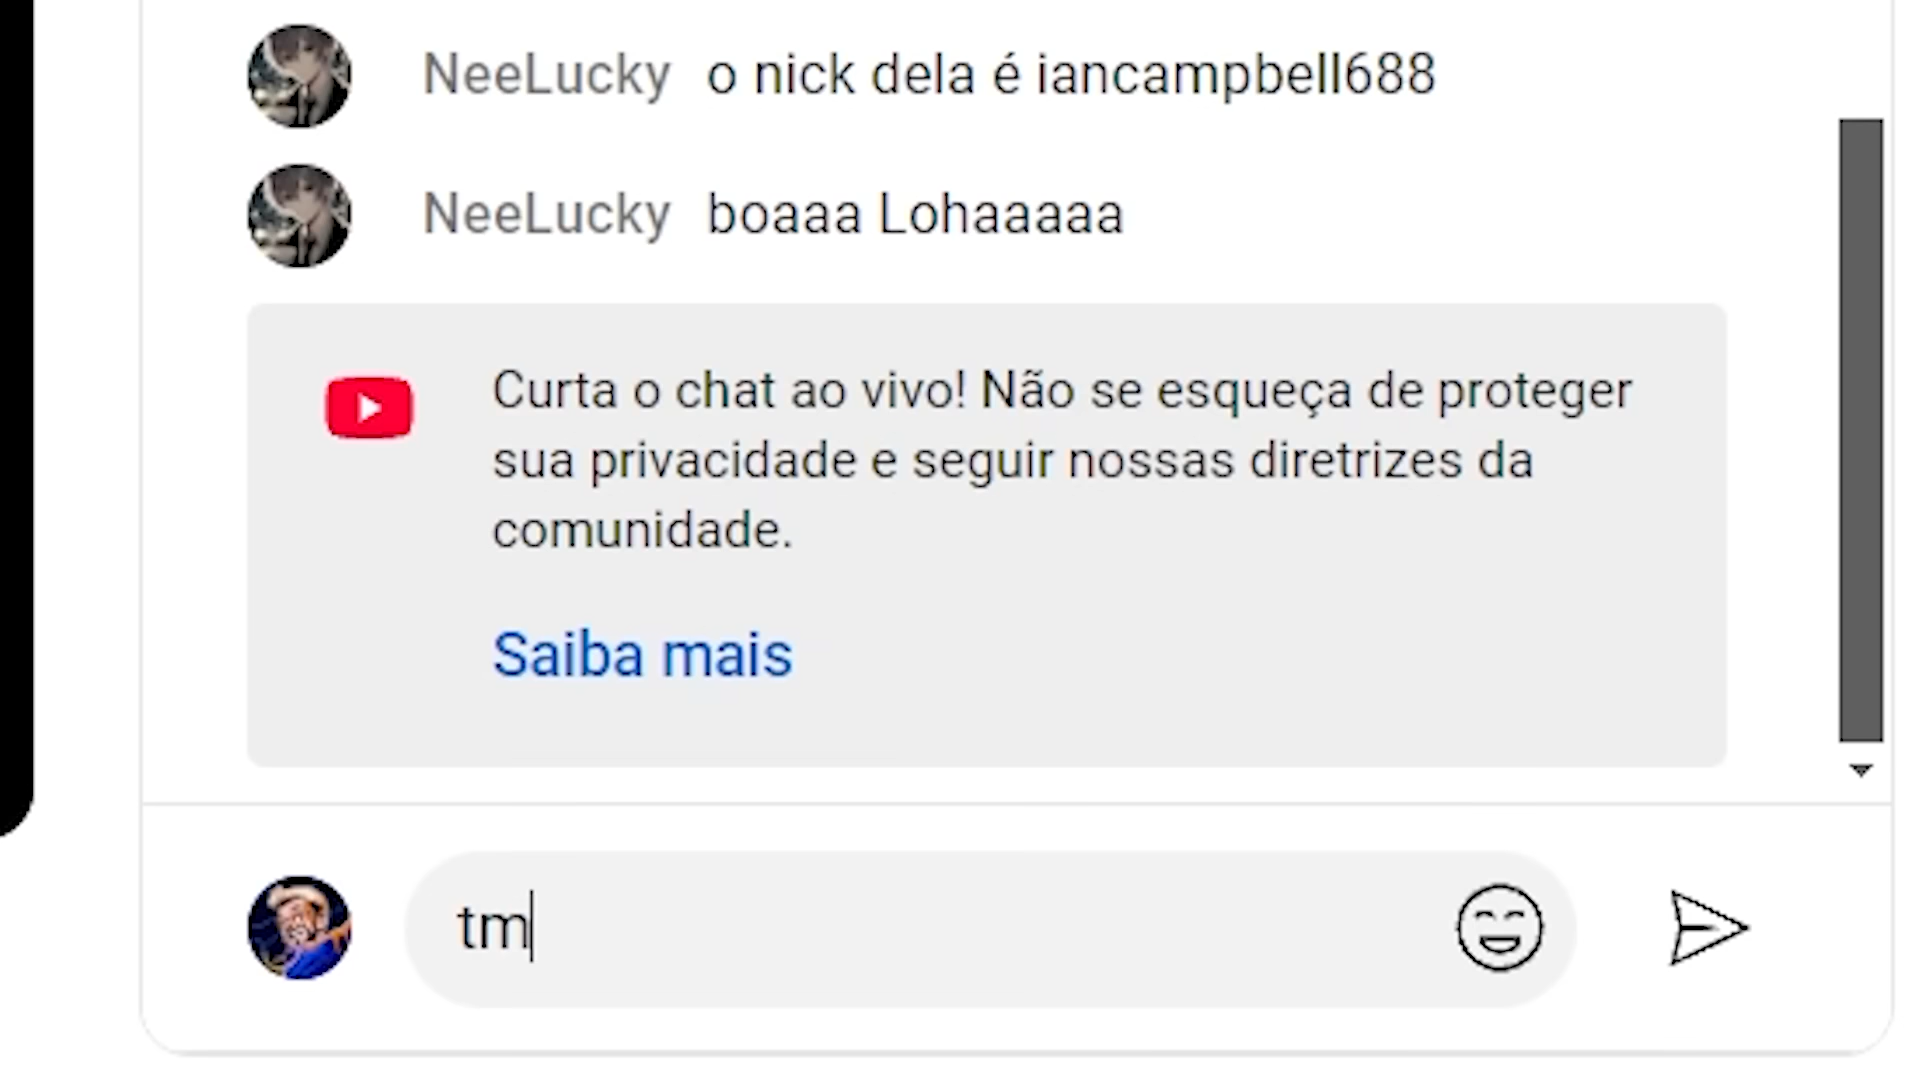 NeeLucky o nick dela é iancampbell688
NeeLucky boaaa Lohaaaaa
Curta o chat ao vivo! Não se esqueça de proteger
sua privacidade e seguir nossas diretrizes da
comunidade.
Saiba mais
tm